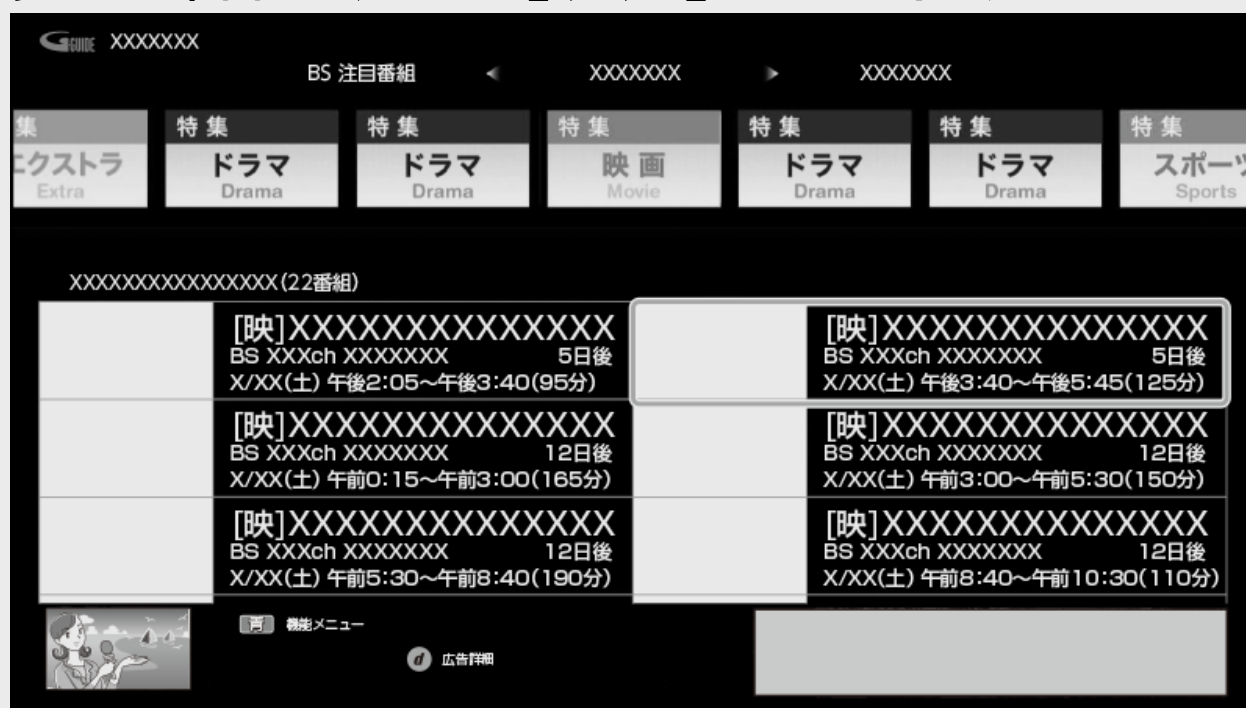 GGUIDE XXXXXXX
BS 注目番組 XXXXXXX XXXXXXX
集 特集 特集 特集 特集 特集 特集
エクストラ ドラマ ドラマ 映画 ドラマ ドラマ スポーツ
Extra Drama Drama Movie Drama Drama Sports
XXXXXXXXXXXXXXXX(22番組)
[映]XXXXXXXXXXXXXX
BS XXXch XXXXXXX 5日後
X/XX(土) 午後2:05～午後3:40(95分)
[映]XXXXXXXXXXXXXX
BS XXXch XXXXXXX 5日後
X/XX(土) 午後3:40～午後5:45(125分)
[映]XXXXXXXXXXXXXX
BS XXXch XXXXXXX 12日後
X/XX(土) 午前0:15～午前3:00(165分)
[映]XXXXXXXXXXXXXX
BS XXXch XXXXXXX 12日後
X/XX(土) 午前3:00～午前5:30(150分)
[映]XXXXXXXXXXXXXX
BS XXXch XXXXXXX 12日後
X/XX(土) 午前5:30～午前8:40(190分)
[映]XXXXXXXXXXXXXX
BS XXXch XXXXXXX 12日後
X/XX(土) 午前8:40～午前10:30(110分)
青 機能メニュー
d 広告詳細